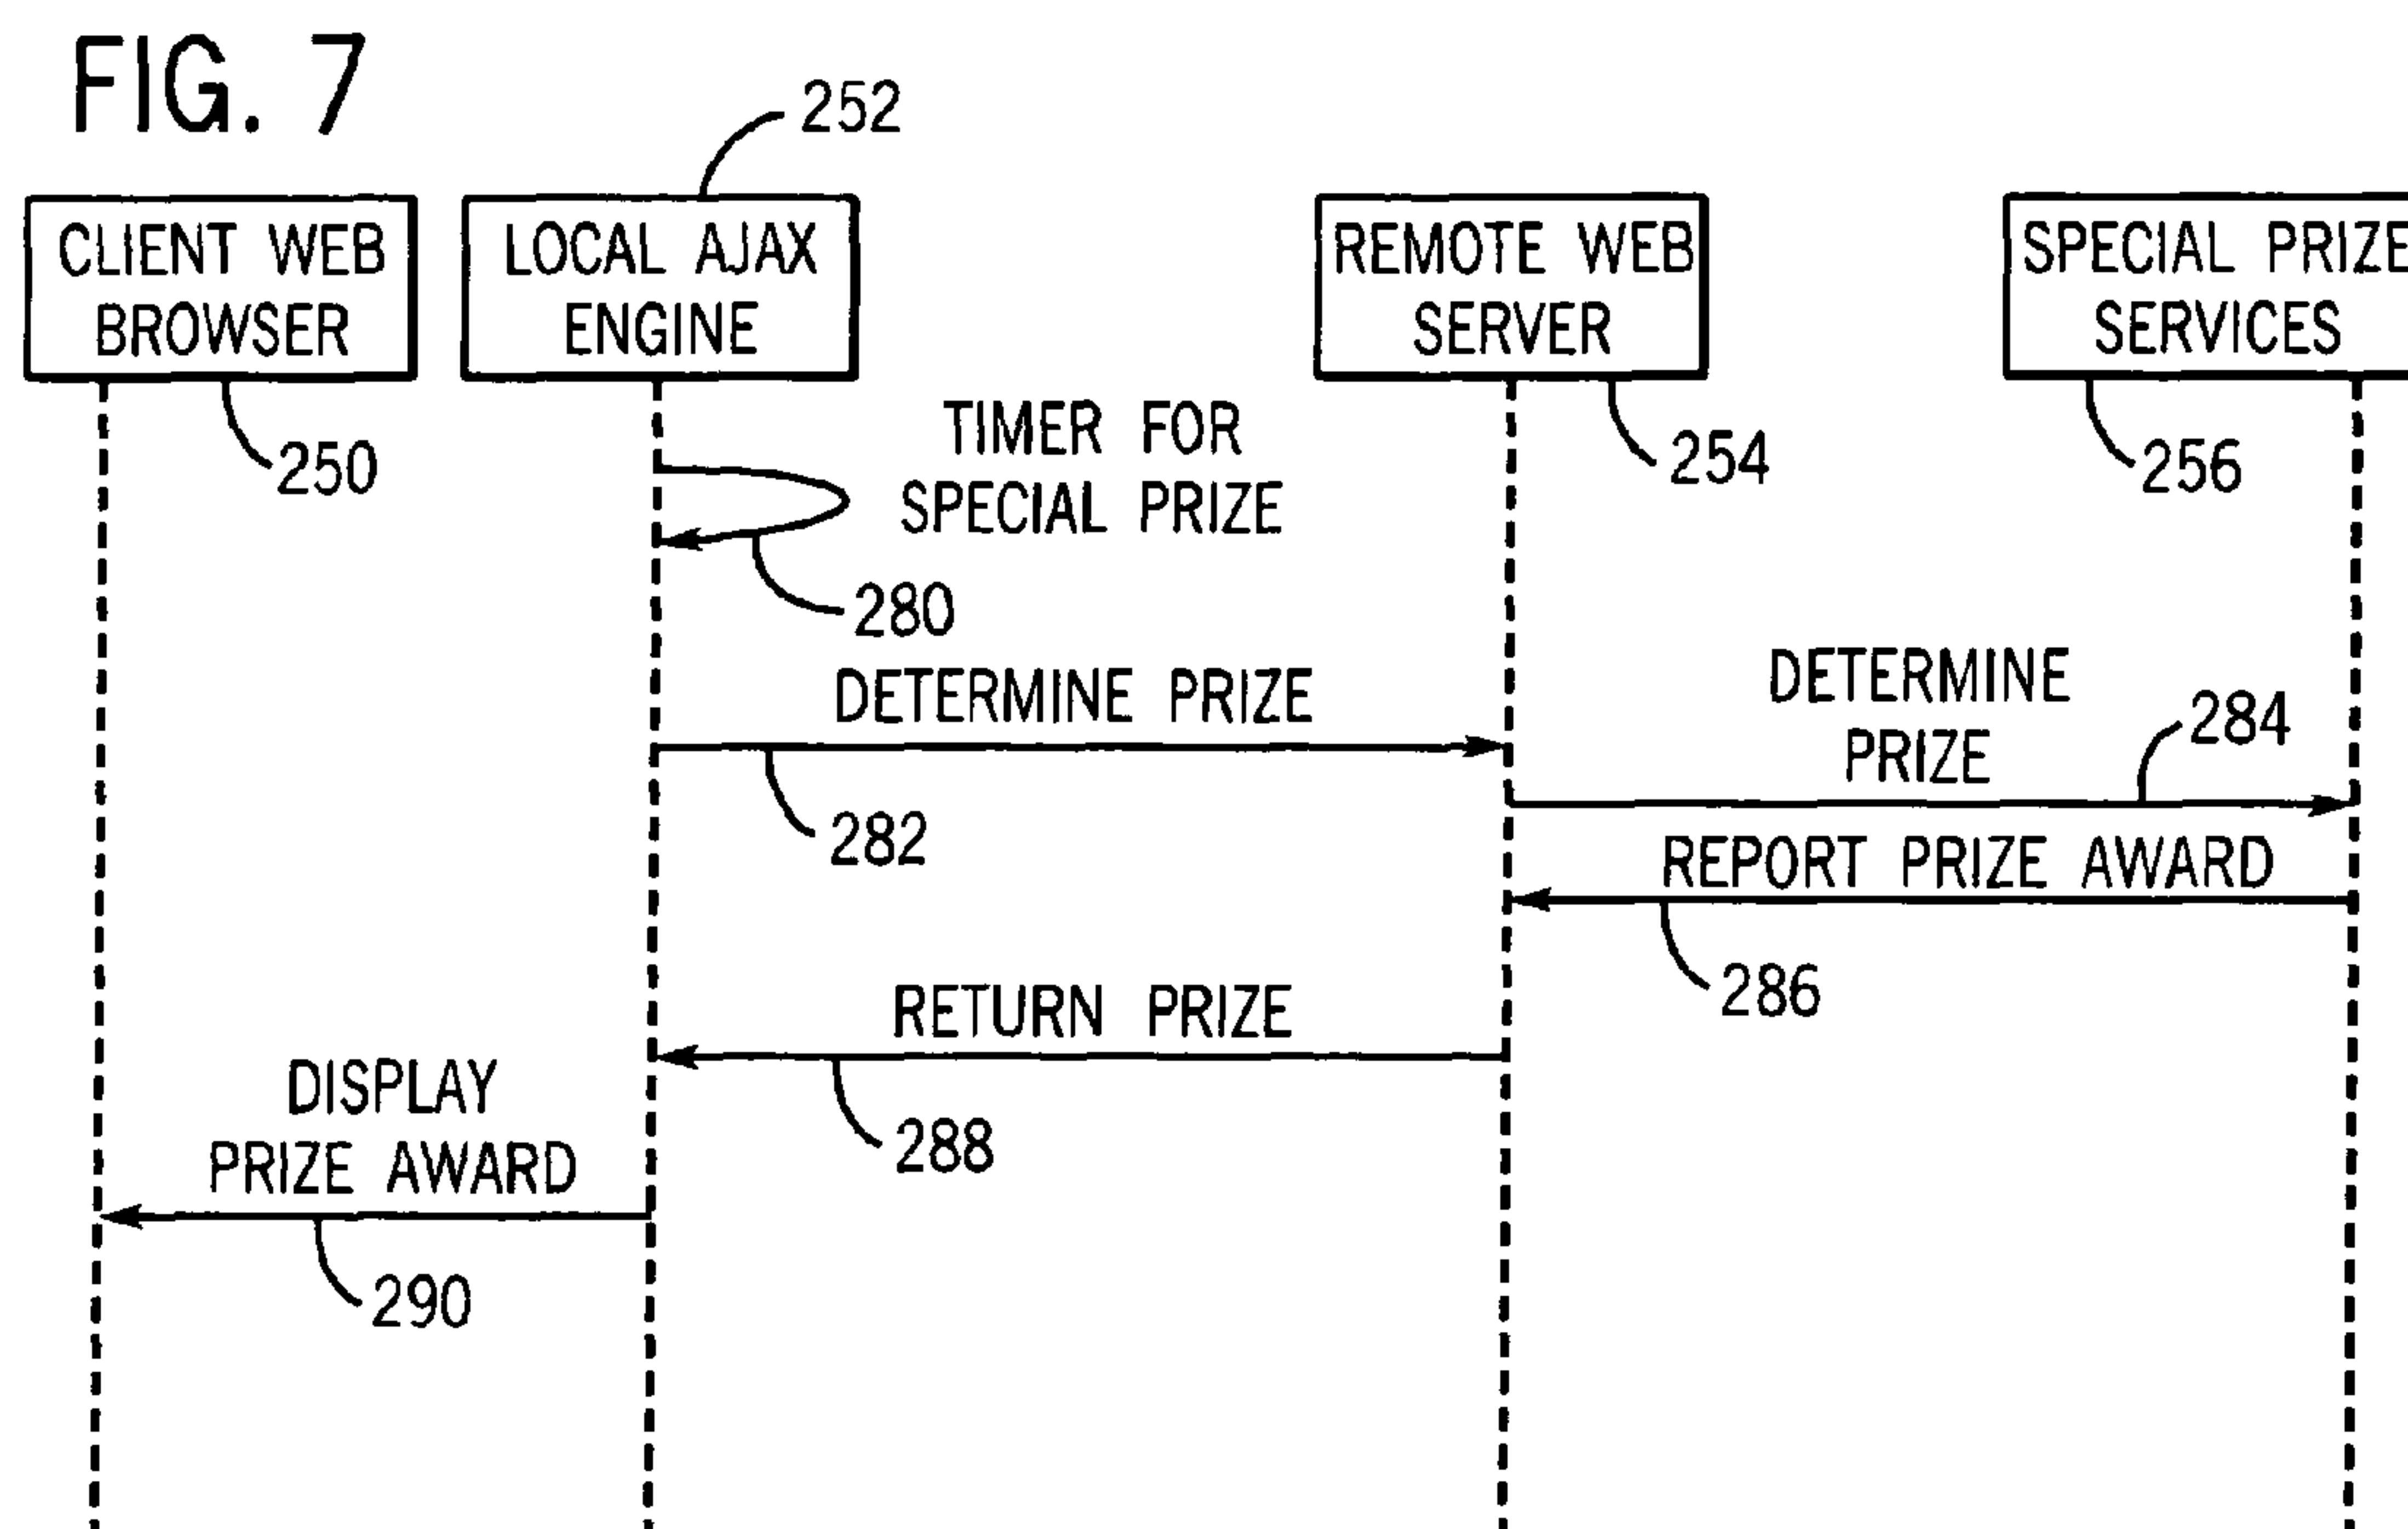 FIG. 7
252
CLIENT WEB
BROWSER
LOCAL AJAX
ENGINE
REMOTE WEB
SERVER
SPECIAL PRIZE
SERVICES
250
TIMER FOR
SPECIAL PRIZE
254
256
280
DETERMINE PRIZE
282
DETERMINE
PRIZE
284
REPORT PRIZE AWARD
286
RETURN PRIZE
288
DISPLAY
PRIZE AWARD
290